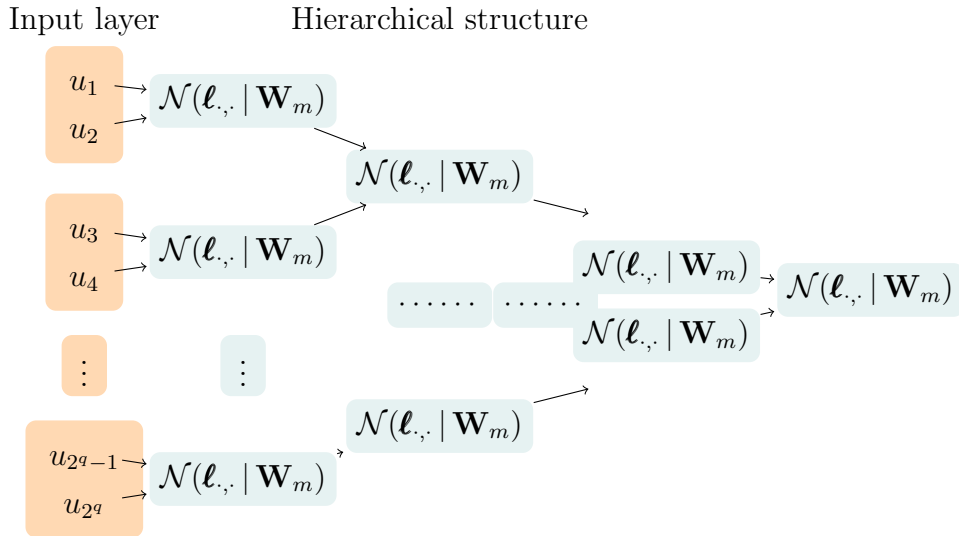 Input layer
Hierarchical structure
u_1
u_2
𝒩(ℓ_{·,·} | W_m)
𝒩(ℓ_{·,·} | W_m)
u_3
u_4
𝒩(ℓ_{·,·} | W_m)
𝒩(ℓ_{·,·} | W_m)
𝒩(ℓ_{·,·} | W_m)
······
······
𝒩(ℓ_{·,·} | W_m)
⋮
⋮
𝒩(ℓ_{·,·} | W_m)
u_{2^q−1}
u_{2^q}
𝒩(ℓ_{·,·} | W_m)